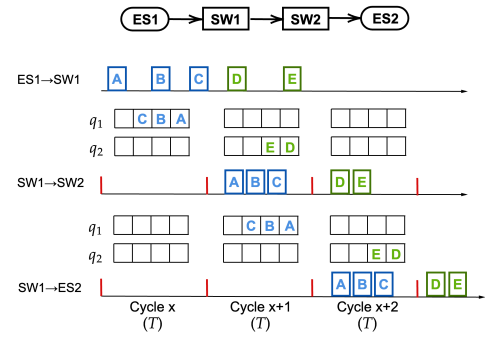 ES1 SW1 SW2 ES2
ES1→SW1 A B C D E
q1 C B A
q2 E D
SW1→SW2 A B C D E
q1 C B A
q2 E D
SW1→ES2 A B C D E
Cycle x Cycle x+1 Cycle x+2
(T) (T) (T)